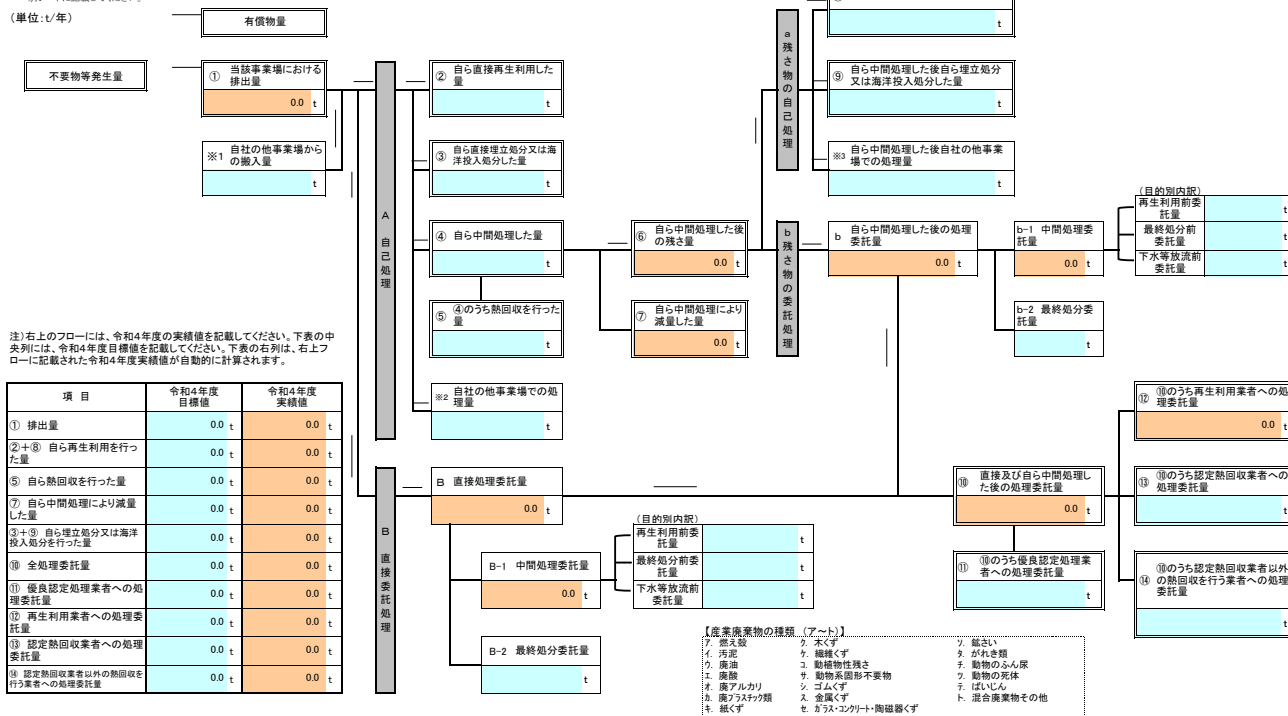 (単位:t/年)
有償物量
t
不要物等発生量
① 当該事業場における
排出量
0.0 t
※1 自社の他事業場から
の搬入量
t
A 自己処理
② 自ら直接再生利用した
量
t
③ 自ら直接埋立処分又は海
洋投入処分した量
t
④ 自ら中間処理した量
t
⑤ ④のうち熱回収を行った
量
t
※2 自社の他事業場での処
理量
t
⑥ 自ら中間処理した後
の残さ量
0.0 t
⑦ 自ら中間処理により
減量した量
0.0 t
a 残さ物の自己処理
⑨ 自ら中間処理した後自ら埋立処分
又は海洋投入処分した量
t
※3 自ら中間処理した後自社の他事業
場での処理量
t
b 残さ物の委託処理
b 自ら中間処理した後の処理
委託量
0.0 t
b-1 中間処理委
託量
0.0 t
b-2 最終処分委
託量
t
(目的別内訳)
再生利用前委
託量
t
最終処分前
委託量
t
下水等放流前
委託量
t
注)右上のフローには、令和4年度の実績値を記載してください。下表の中
央列には、令和4年度目標値を記載してください。下表の右列は、右上フ
ローに記載された令和4年度実績値が自動的に計算されます。
項 目 令和4年度 目標値 令和4年度 実績値
① 排出量 0.0 t 0.0 t
②+⑧ 自ら再生利用を行っ
た量 0.0 t 0.0 t
⑤ 自ら熱回収を行った量 0.0 t 0.0 t
⑦ 自ら中間処理により減量
した量 0.0 t 0.0 t
③+⑨ 自ら埋立処分又は海洋
投入処分を行った量 0.0 t 0.0 t
⑩ 全処理委託量 0.0 t 0.0 t
⑪ 優良認定処理業者への処
理委託量 0.0 t 0.0 t
⑫ 再生利用業者への処理委
託量 0.0 t 0.0 t
⑬ 認定熱回収業者への処理
委託量 0.0 t 0.0 t
⑭ 認定熱回収業者以外の熱回収を
行う業者への処理委託量 0.0 t 0.0 t
B 直接委託処理
B 直接処理委託量
0.0 t
B-1 中間処理委託量
0.0 t
B-2 最終処分委託量
t
(目的別内訳)
再生利用前委
託量
t
最終処分前委
託量
t
下水等放流前
委託量
t
⑩ 直接及び自ら中間処理し
た後の処理委託量
0.0 t
⑪ ⑩のうち優良認定処理業
者への処理委託量
t
⑫ ⑩のうち再生利用業者への処
理委託量
0.0 t
⑬ ⑩のうち認定熱回収業者への
処理委託量
t
⑭ ⑩のうち認定熱回収業者以外
の熱回収を行う業者への処理
委託量
t
【産業廃棄物の種類 (ア~ト)】
ア. 燃え殻 ク. 木くず ソ. 鉱さい
イ. 汚泥 ケ. 繊維くず タ. がれき類
ウ. 廃油 コ. 動植物性残さ チ. 動物のふん尿
エ. 廃酸 サ. 動物系固形不要物 ツ. 動物の死体
オ. 廃アルカリ シ. ゴムくず テ. ばいじん
カ. 廃プラスチック類 ス. 金属くず ト. 混合廃棄物その他
キ. 紙くず セ. ガラス・コンクリート・陶磁器くず